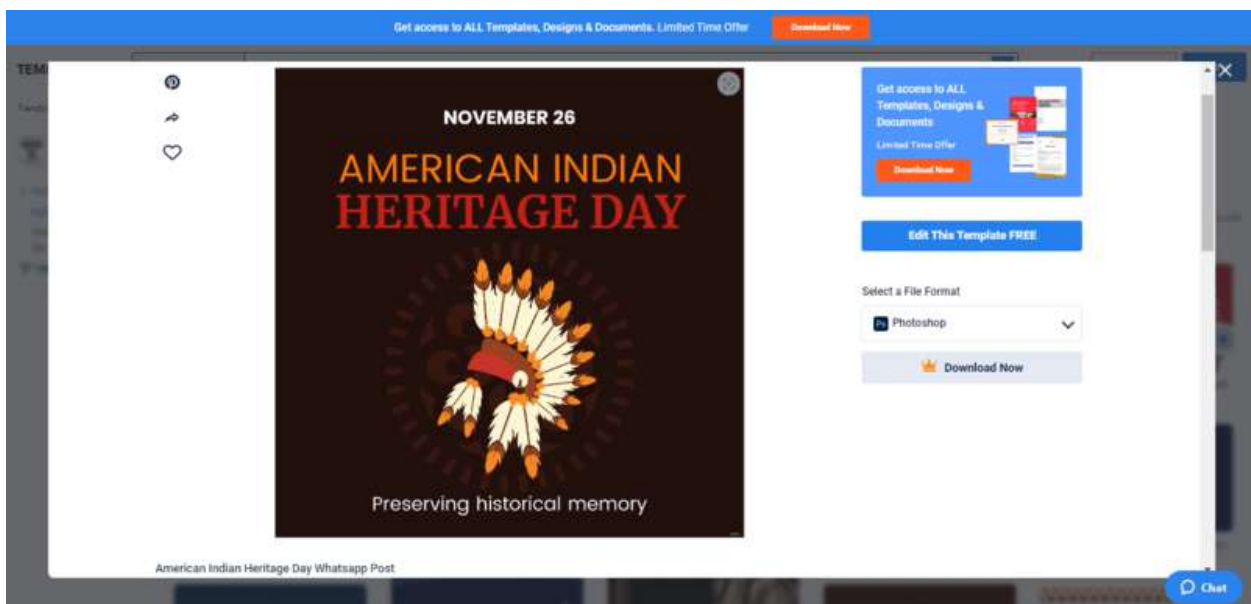 Get access to ALL Templates, Designs & Documents. Limited Time Offer
Download Now
TEM
NOVEMBER 26
AMERICAN INDIAN
HERITAGE DAY
Preserving historical memory
American Indian Heritage Day Whatsapp Post
Get access to ALL
Templates, Designs &
Documents
Limited Time Offer
Download Now
Edit This Template FREE
Select a File Format
Ps Photoshop
Download Now
Chat